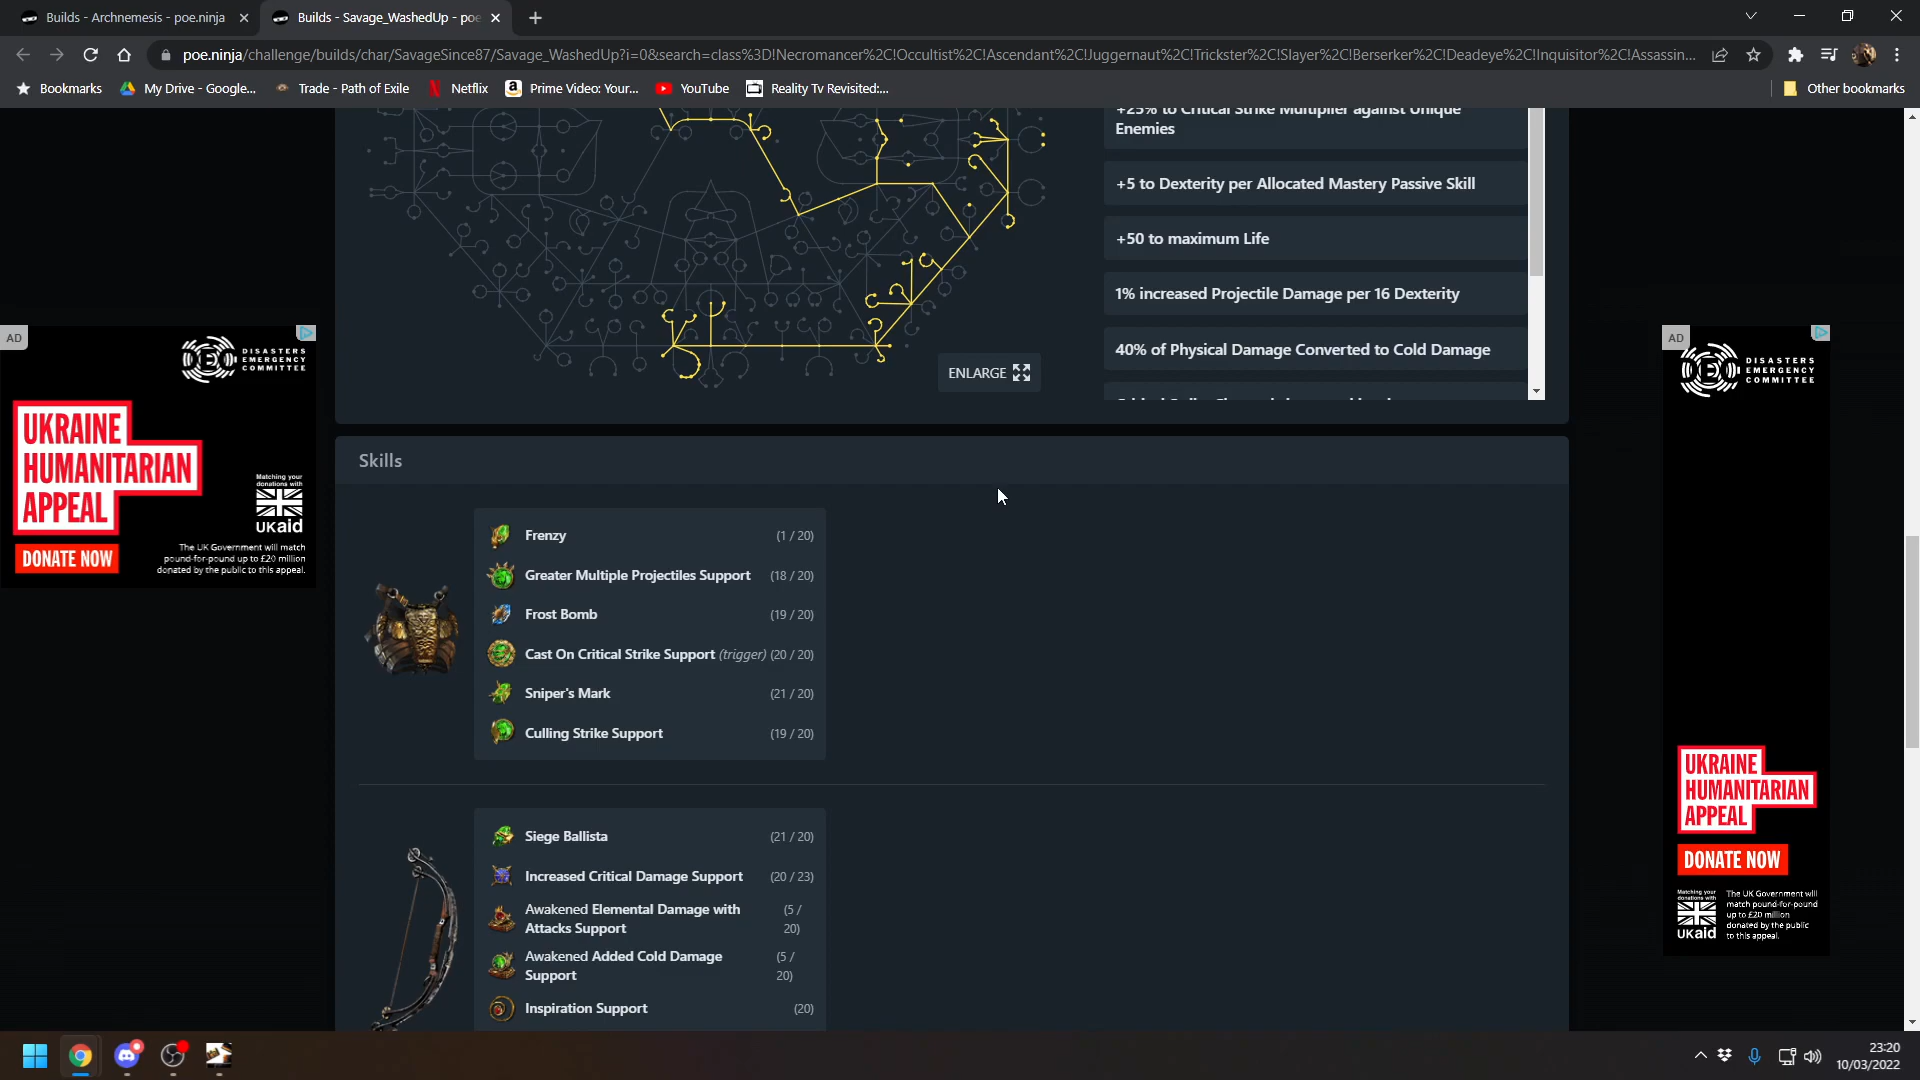 Builds - Archnemesis - poe.ninja
Builds - Savage_WashedUp - poe
poe.ninja/challenge/builds/char/SavageSince87/Savage_WashedUp?i=0&search=class%3D!Necromancer%2C!Occultist%2C!Ascendant%2C!Juggernaut%2C!Trickster%2C!Slayer%2C!Berserker%2C!Deadeye%2C!Inquisitor%2C!Assassin...
Bookmarks
My Drive - Google...
Trade - Path of Exile
Netflix
Prime Video: Your...
YouTube
Reality Tv Revisited:...
Other bookmarks
+25% to Critical Strike Multiplier against Unique
Enemies
+5 to Dexterity per Allocated Mastery Passive Skill
+50 to maximum Life
1% increased Projectile Damage per 16 Dexterity
40% of Physical Damage Converted to Cold Damage
ENLARGE
AD
DISASTERS
EMERGENCY
COMMITTEE
UKRAINE
HUMANITARIAN
APPEAL
Matching your
donations with
UKaid
DONATE NOW
The UK Government will match
pound-for-pound up to £20 million
donated by the public to this appeal.
Skills
Frenzy (1 / 20)
Greater Multiple Projectiles Support (18 / 20)
Frost Bomb (19 / 20)
Cast On Critical Strike Support (trigger) (20 / 20)
Sniper's Mark (21 / 20)
Culling Strike Support (19 / 20)
Siege Ballista (21 / 20)
Increased Critical Damage Support (20 / 23)
Awakened Elemental Damage with (5 /
Attacks Support 20)
Awakened Added Cold Damage (5 /
Support 20)
Inspiration Support (20)
AD
DISASTERS
EMERGENCY
COMMITTEE
UKRAINE
HUMANITARIAN
APPEAL
DONATE NOW
Matching your
donations with
UKaid
The UK Government will
match pound-for-pound
up to £20 million
donated by the public
to this appeal.
23:20
10/03/2022